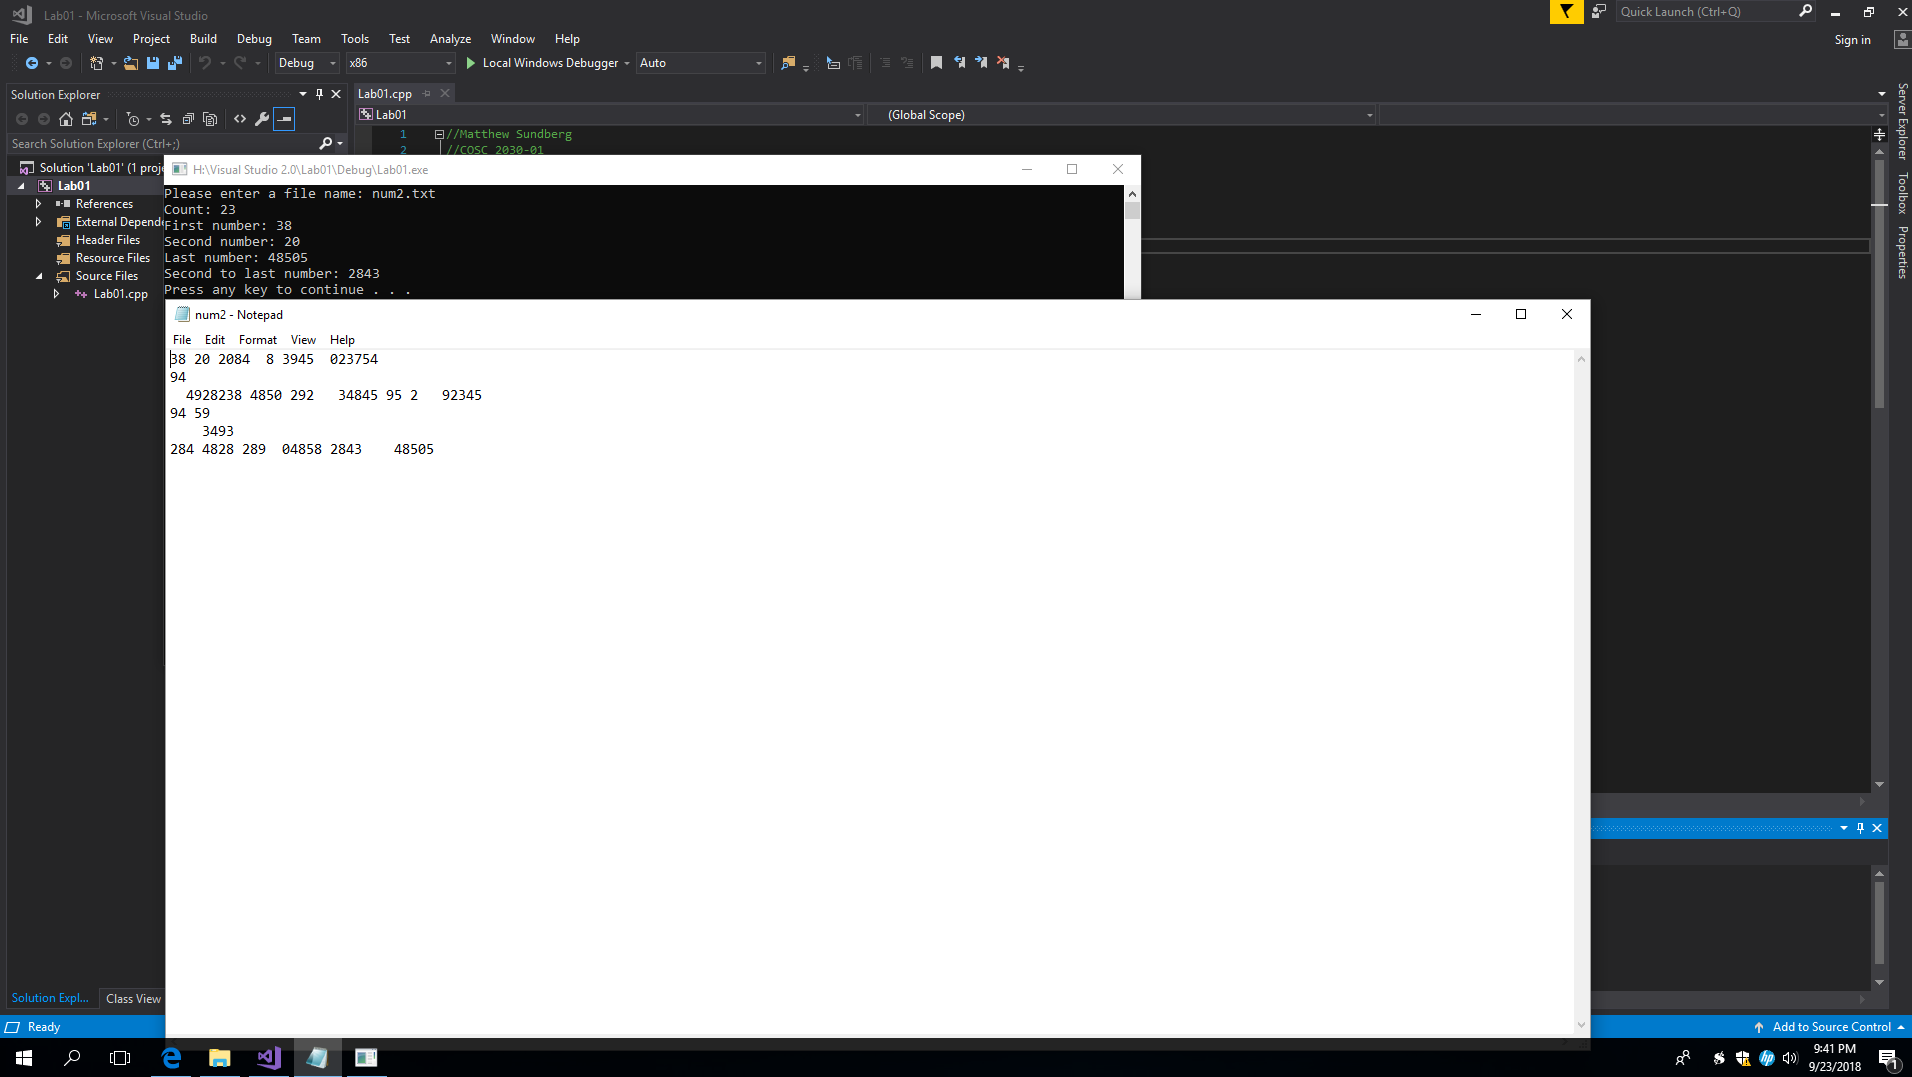 Lab01 - Microsoft Visual Studio
Quick Launch (Ctrl+Q)
File Edit View Project Build Debug Team Tools Test Analyze Window Help
Sign in
Debug x86 Local Windows Debugger Auto
Solution Explorer
Lab01.cpp
Lab01 (Global Scope)
Search Solution Explorer (Ctrl+;)
1 //Matthew Sundberg
2 //COSC 2030-01
Solution 'Lab01' (1 proje
Lab01
References
External Depende
Header Files
Resource Files
Source Files
Lab01.cpp
H:\Visual Studio 2.0\Lab01\Debug\Lab01.exe
Please enter a file name: num2.txt
Count: 23
First number: 38
Second number: 20
Last number: 48505
Second to last number: 2843
Press any key to continue . . .
num2 - Notepad
File Edit Format View Help
38 20 2084  8 3945  023754
94
  4928238 4850 292   34845 95 2   92345
94 59
    3493
284 4828 289  04858 2843    48505
Server Explorer
Toolbox
Properties
Solution Expl... Class View
Ready
Add to Source Control
hp
9:41 PM
9/23/2018
1